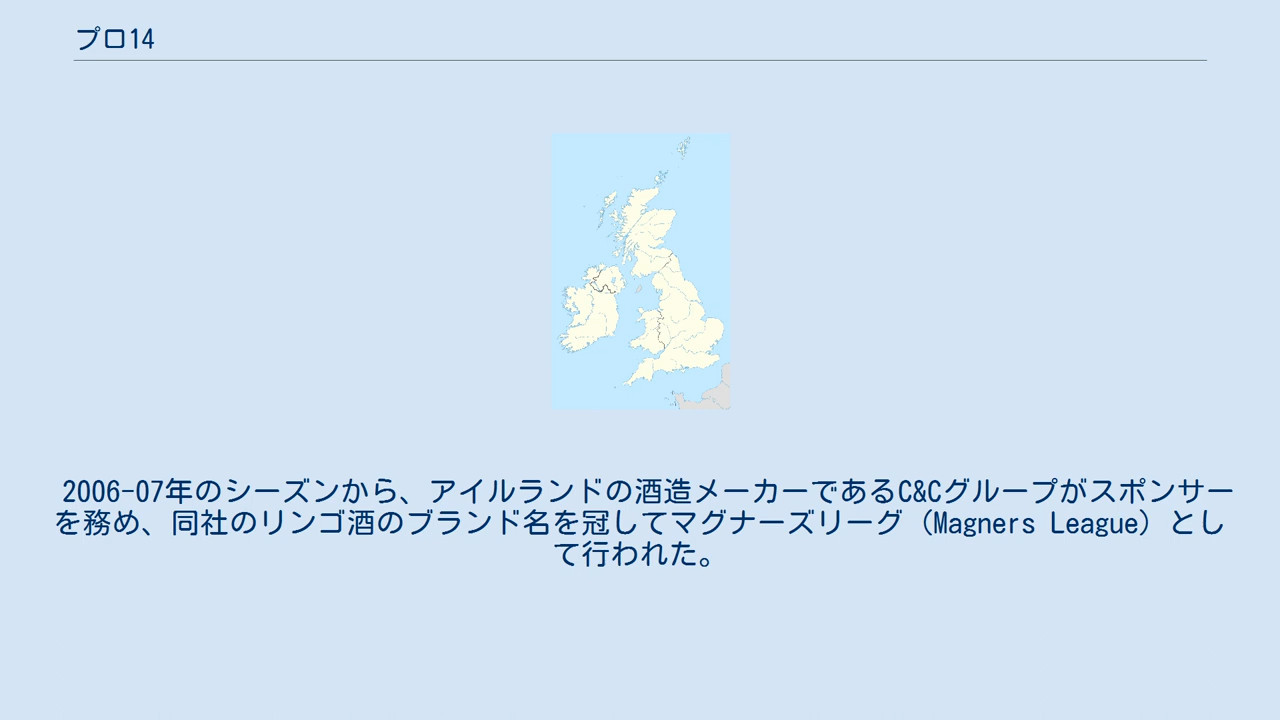 プロ14
2006-07年のシーズンから、アイルランドの酒造メーカーであるC&Cグループがスポンサー
を務め、同社のリンゴ酒のブランド名を冠してマグナーズリーグ（Magners League）とし
て行われた。